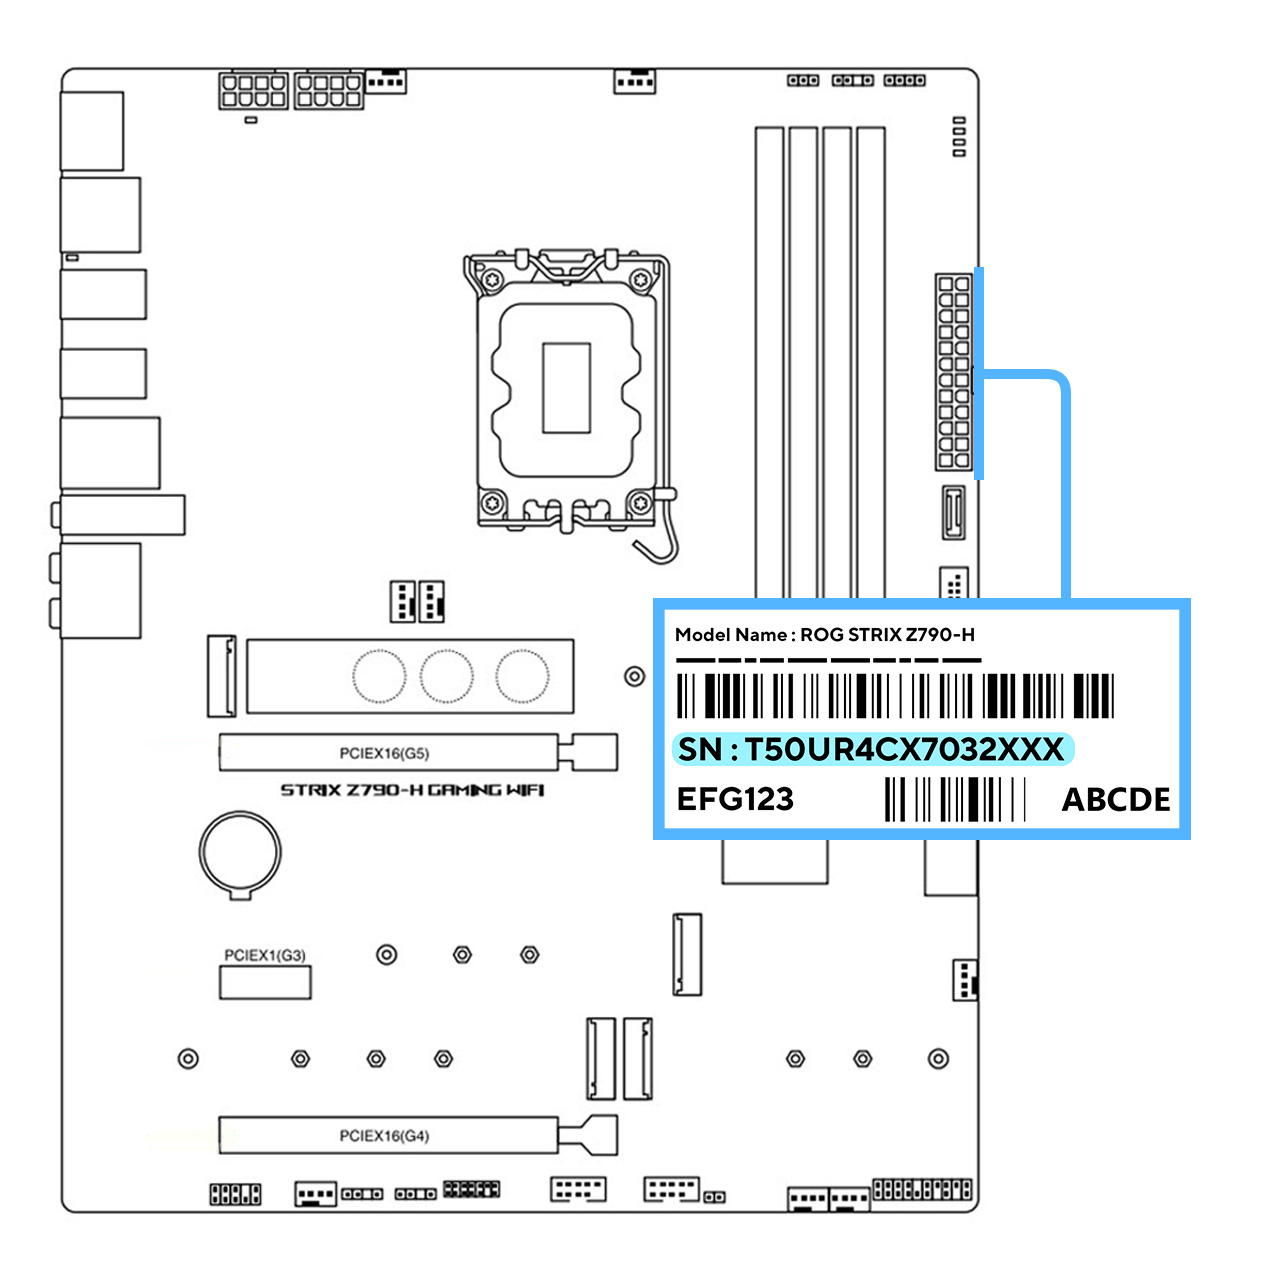 Model Name : ROG STRIX Z790-H
SN : T50UR4CX7032XXX
EFG123
ABCDE
PCIEX16(G5)
STRIX Z790-H GAMING WIFI
PCIEX1(G3)
PCIEX16(G4)